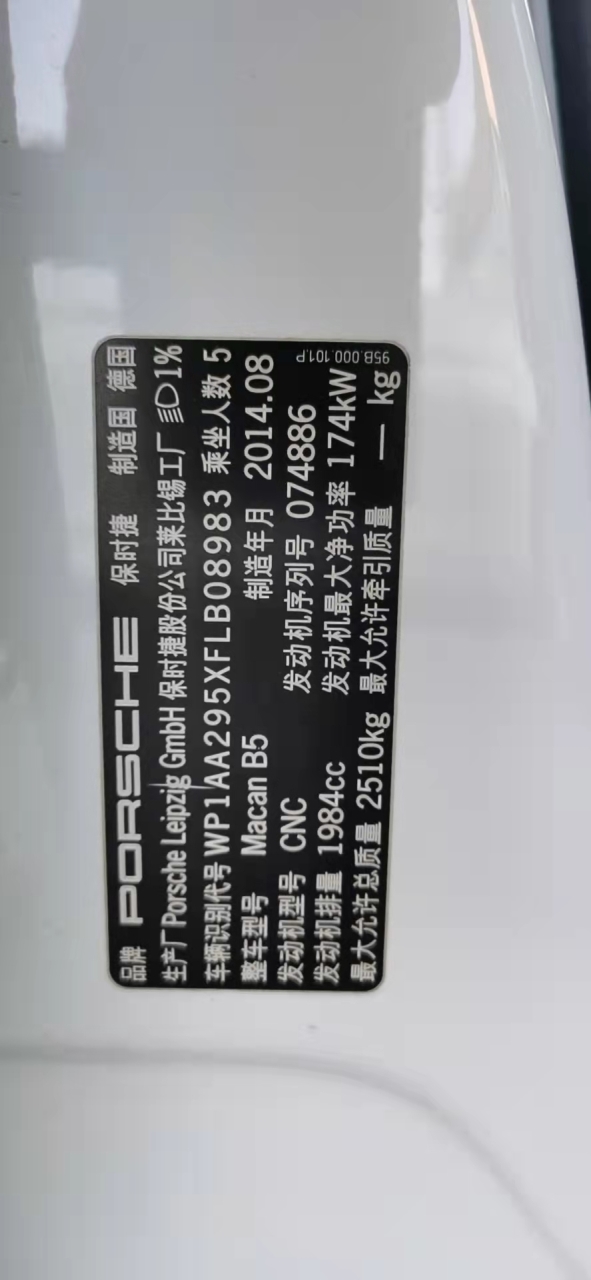 品牌 PORSCHE 保时捷 制造国 德国
生产厂 Porsche Leipzig GmbH 保时捷股份公司莱比锡工厂 1%
车辆识别代号 WP1AA295XFLB08983 乘坐人数 5
整车型号 Macan B5 制造年月 2014.08
发动机型号 CNC 发动机序列号 074886
发动机排量 1984cc 发动机最大净功率 174kW
最大允许总质量 2510kg 最大允许牵引质量 — kg
95B.000.101.P